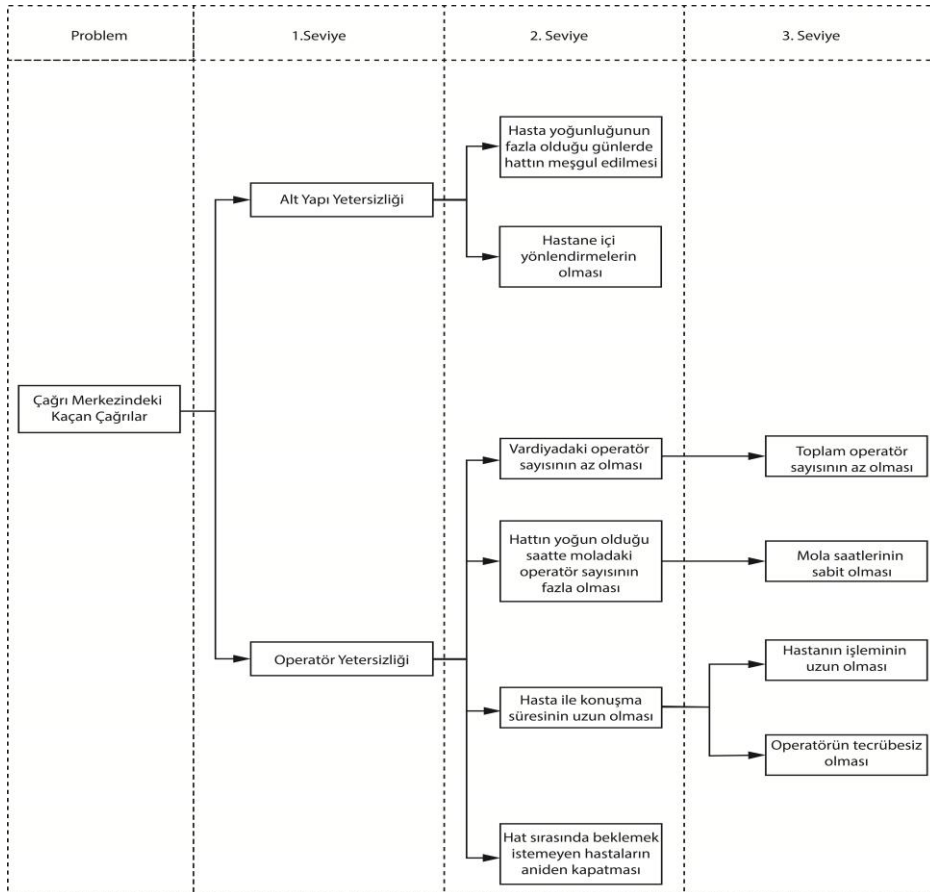 Problem
1.Seviye
2. Seviye
3. Seviye
Çağrı Merkezindeki
Kaçan Çağrılar
Alt Yapı Yetersizliği
Operatör Yetersizliği
Hasta yoğunluğunun
fazla olduğu günlerde
hattın meşgul edilmesi
Hastane içi
yönlendirmelerin
olması
Vardiyadaki operatör
sayısının az olması
Hattın yoğun olduğu
saatte moladaki
operatör sayısının
fazla olması
Hasta ile konuşma
süresinin uzun olması
Hat sırasında beklemek
istemeyen hastaların
aniden kapatması
Toplam operatör
sayısının az olması
Mola saatlerinin
sabit olması
Hastanın işleminin
uzun olması
Operatörün tecrübesiz
olması